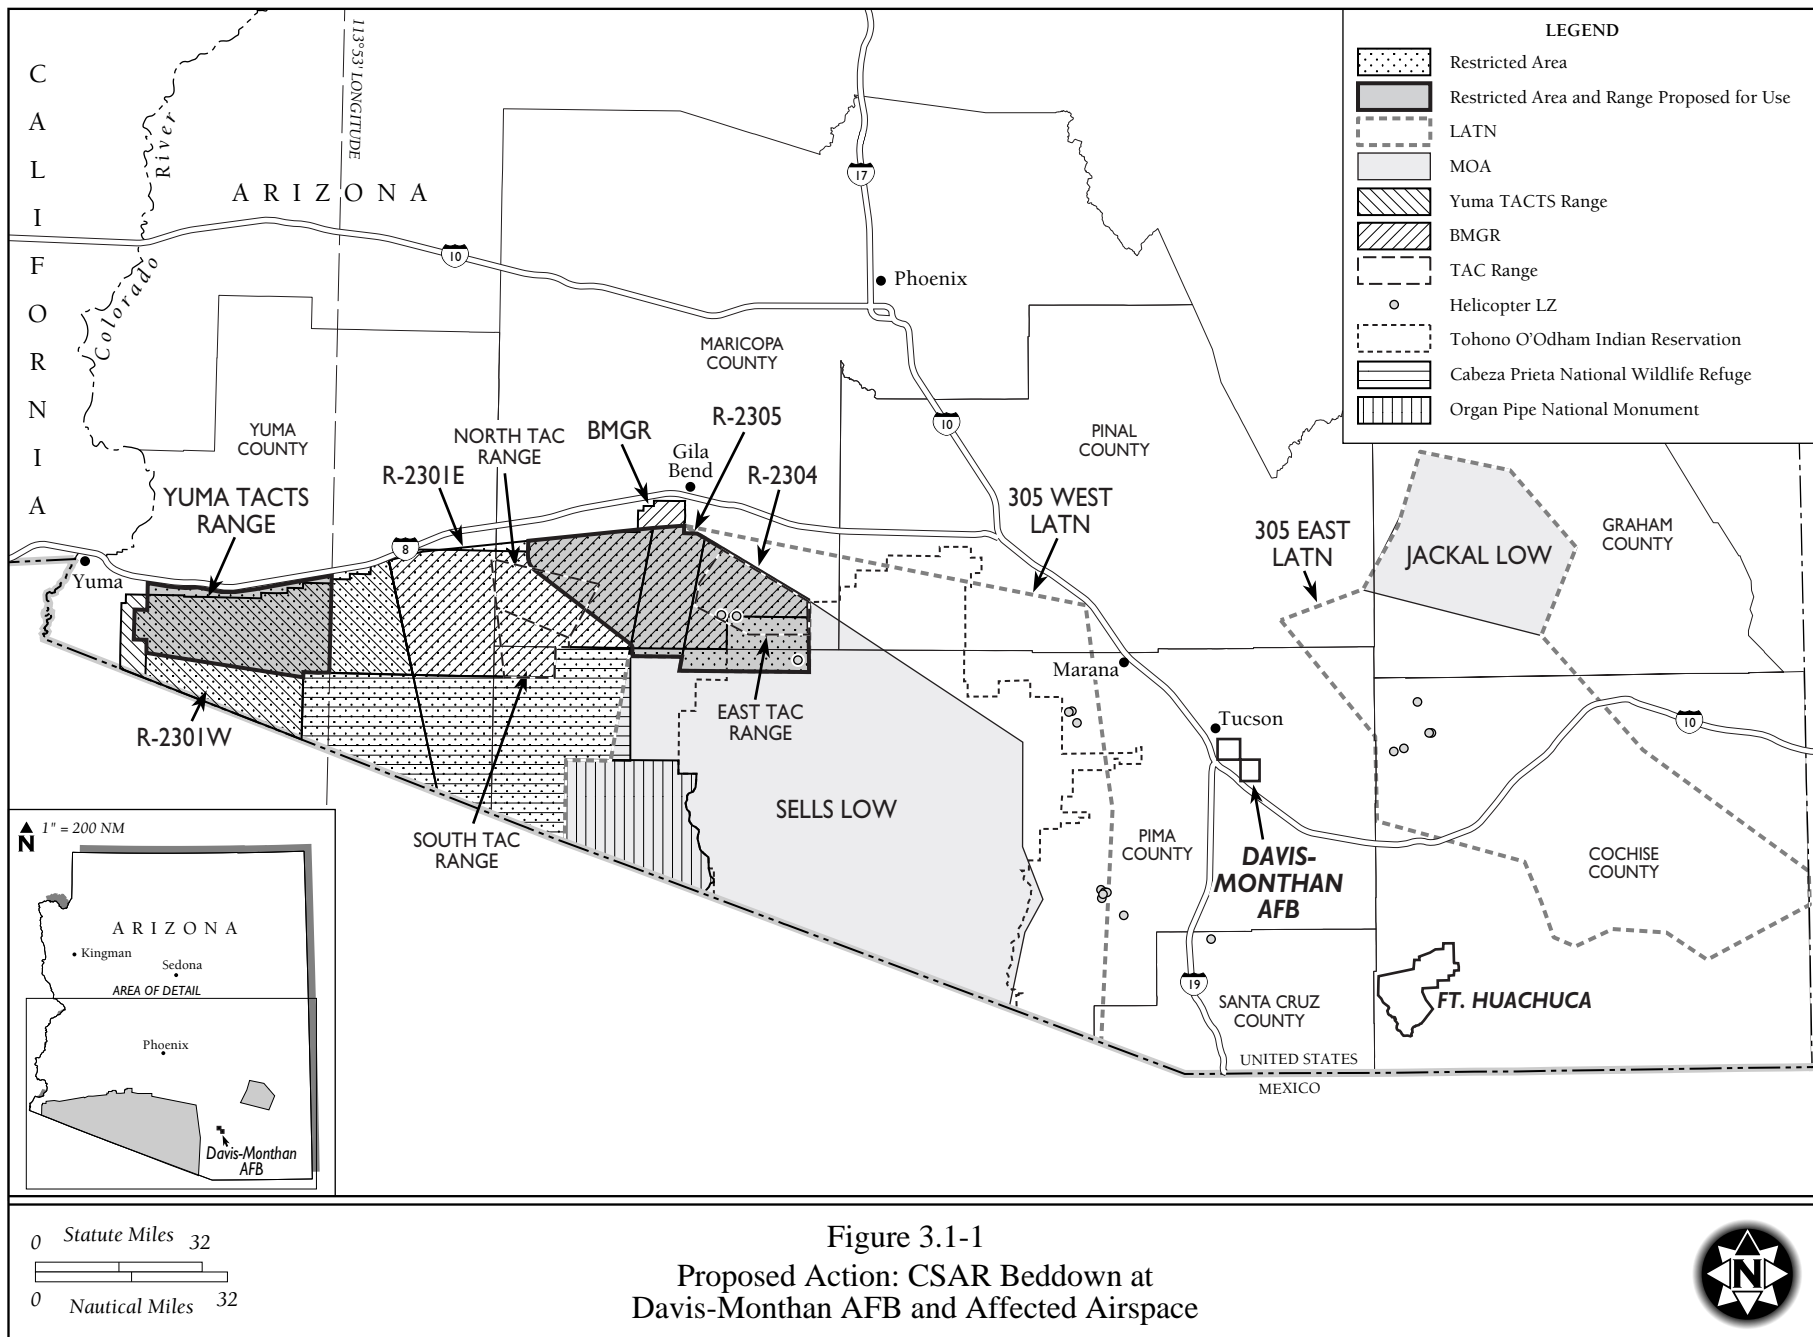 C
A
L
I
F
O
R
N
I
A
River
Colorado
113°53' LONGITUDE
ARIZONA
10
17
Phoenix
MARICOPA
COUNTY
YUMA
COUNTY
NORTH TAC
RANGE
BMGR
R-2305
Gila
Bend
R-2304
R-2301E
YUMA TACTS
RANGE
8
Yuma
10
PINAL
COUNTY
305 WEST
LATN
305 EAST
LATN
JACKAL LOW
GRAHAM
COUNTY
Marana
Tucson
10
R-2301W
EAST TAC
RANGE
SOUTH TAC
RANGE
SELLS LOW
PIMA
COUNTY
DAVIS-
MONTHAN
AFB
COCHISE
COUNTY
19
SANTA CRUZ
COUNTY
FT. HUACHUCA
UNITED STATES
MEXICO
LEGEND
Restricted Area
Restricted Area and Range Proposed for Use
LATN
MOA
Yuma TACTS Range
BMGR
TAC Range
Helicopter LZ
Tohono O'Odham Indian Reservation
Cabeza Prieta National Wildlife Refuge
Organ Pipe National Monument
N
1" = 200 NM
ARIZONA
Kingman
Sedona
AREA OF DETAIL
Phoenix
Davis-Monthan
AFB
0 Statute Miles 32
0 Nautical Miles 32
Figure 3.1-1
Proposed Action: CSAR Beddown at
Davis-Monthan AFB and Affected Airspace
N